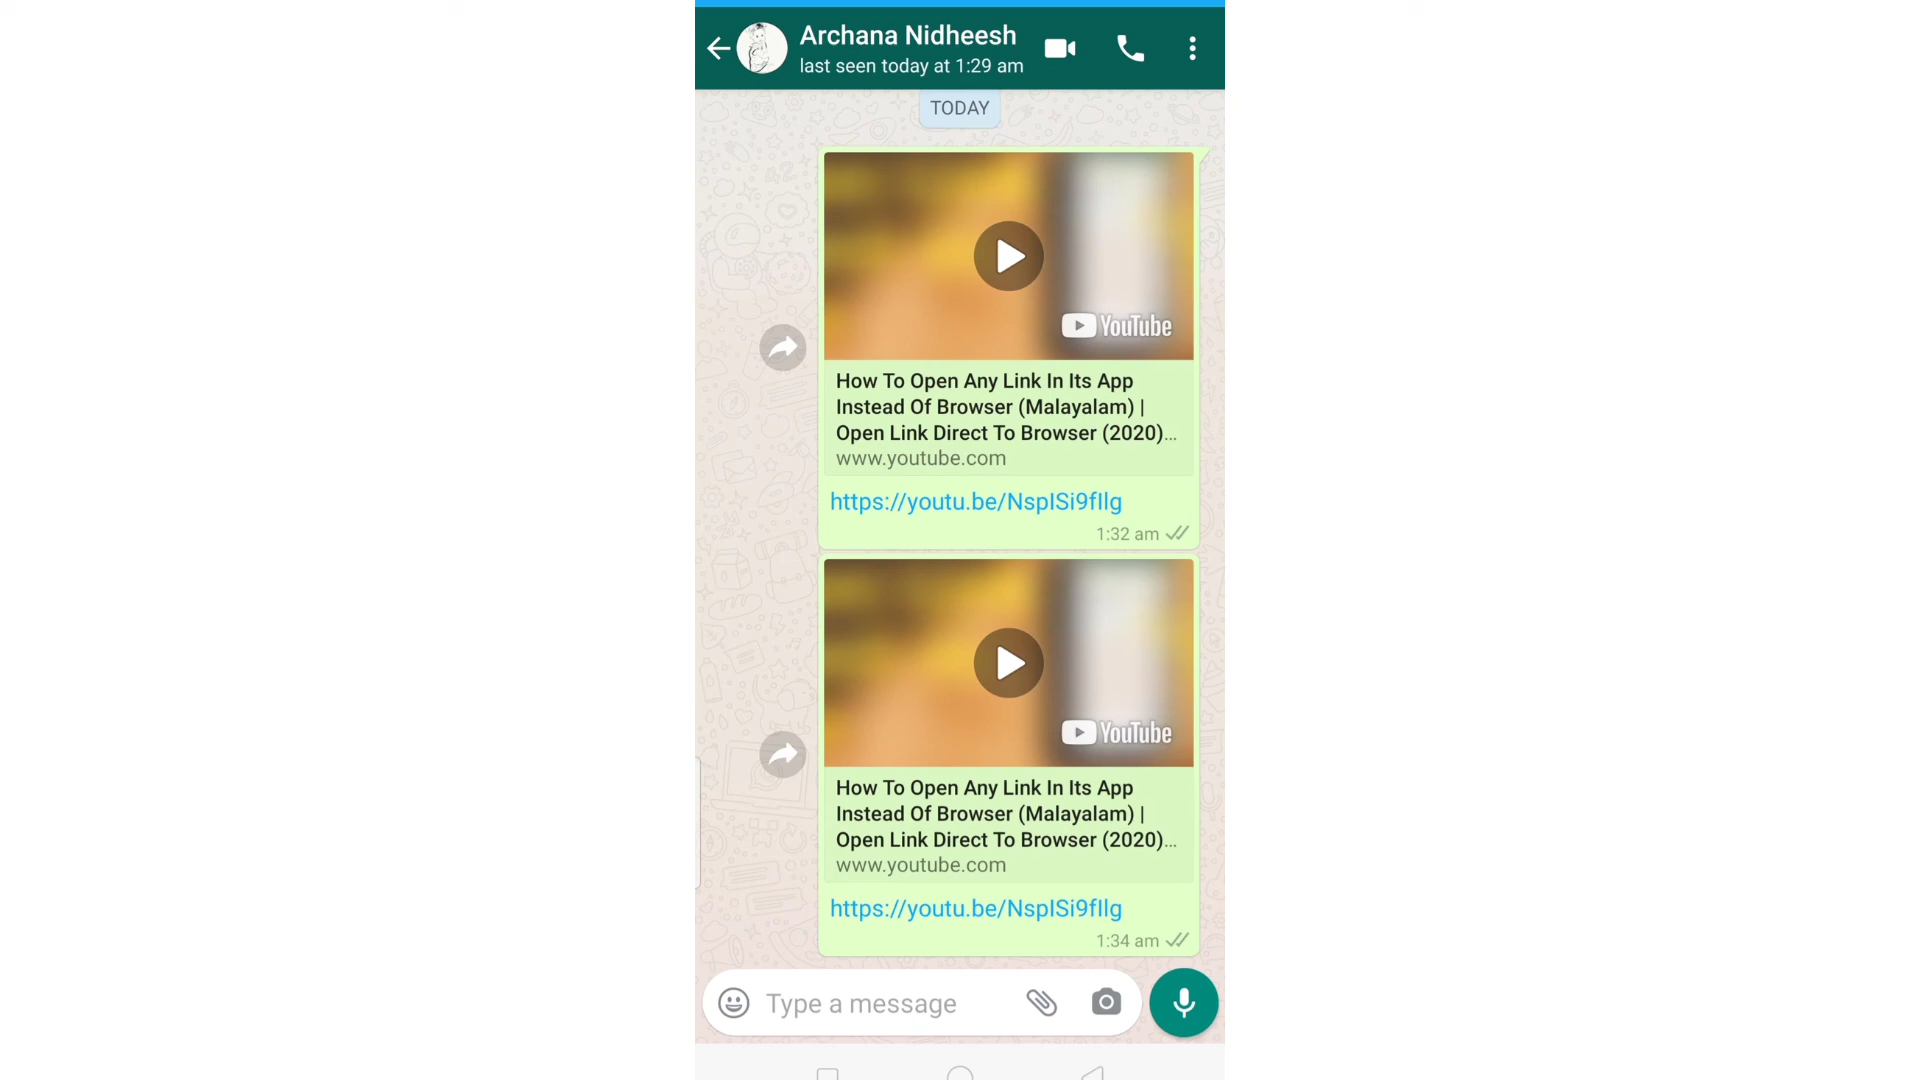 Archana Nidheesh
last seen today at 1:29 am
TODAY
YouTube
How To Open Any Link In Its App
Instead Of Browser (Malayalam) |
Open Link Direct To Browser (2020)...
www.youtube.com
https://youtu.be/NspISi9fIlg
1:32 am
YouTube
How To Open Any Link In Its App
Instead Of Browser (Malayalam) |
Open Link Direct To Browser (2020)...
www.youtube.com
https://youtu.be/NspISi9fIlg
1:34 am
Type a message